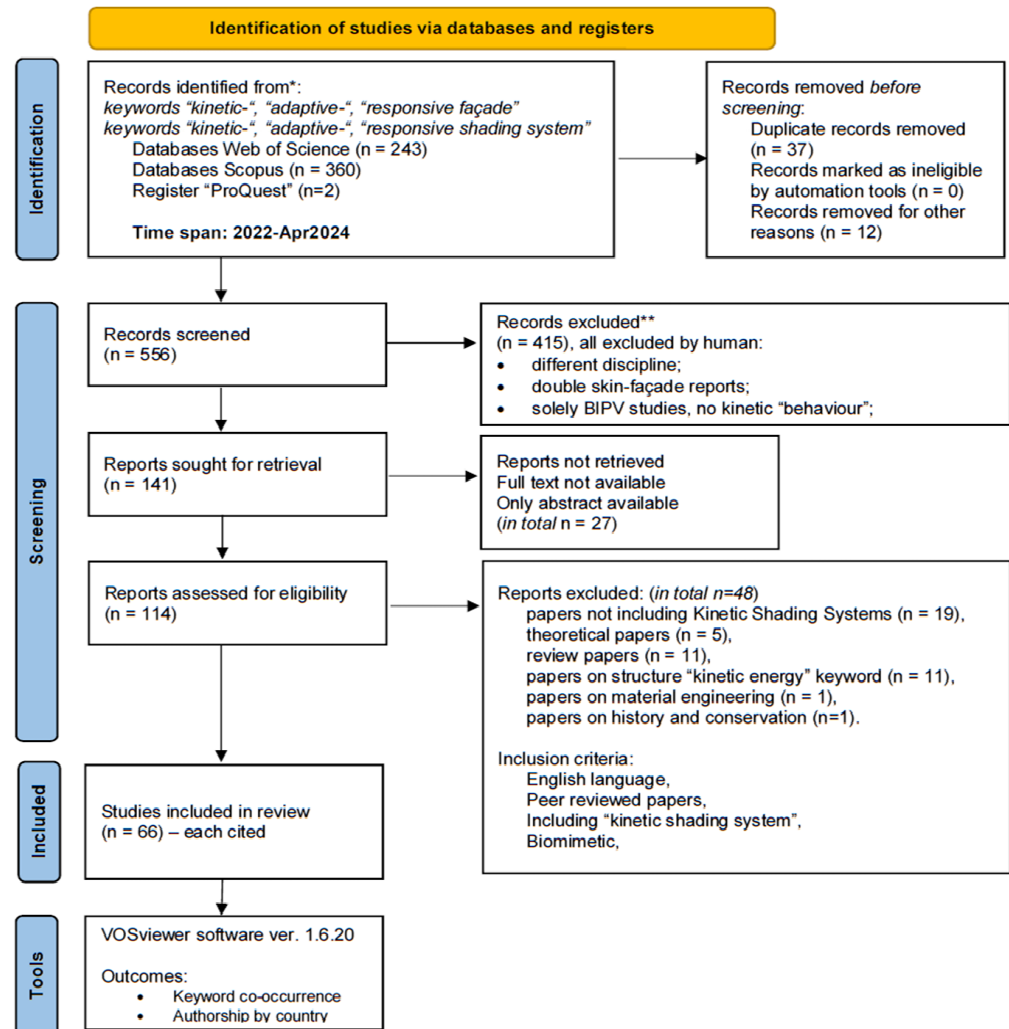 Identification of studies via databases and registers
Identification
Records identified from*:
keywords “kinetic-“, “adaptive-“, “responsive façade”
keywords “kinetic-“, “adaptive-“, “responsive shading system”
Databases Web of Science (n = 243)
Databases Scopus (n = 360)
Register “ProQuest” (n=2)
Time span: 2022-Apr2024
Records removed before
screening:
Duplicate records removed
(n = 37)
Records marked as ineligible
by automation tools (n = 0)
Records removed for other
reasons (n = 12)
Screening
Records screened
(n = 556)
Records excluded**
(n = 415), all excluded by human:
• different discipline;
• double skin-façade reports;
• solely BIPV studies, no kinetic “behaviour”;
Reports sought for retrieval
(n = 141)
Reports not retrieved
Full text not available
Only abstract available
(in total n = 27)
Reports assessed for eligibility
(n = 114)
Reports excluded: (in total n=48)
papers not including Kinetic Shading Systems (n = 19),
theoretical papers (n = 5),
review papers (n = 11),
papers on structure “kinetic energy” keyword (n = 11),
papers on material engineering (n = 1),
papers on history and conservation (n=1).
Inclusion criteria:
English language,
Peer reviewed papers,
Including “kinetic shading system”,
Biomimetic,
Included
Studies included in review
(n = 66) – each cited
Tools
VOSviewer software ver. 1.6.20
Outcomes:
• Keyword co-occurrence
• Authorship by country